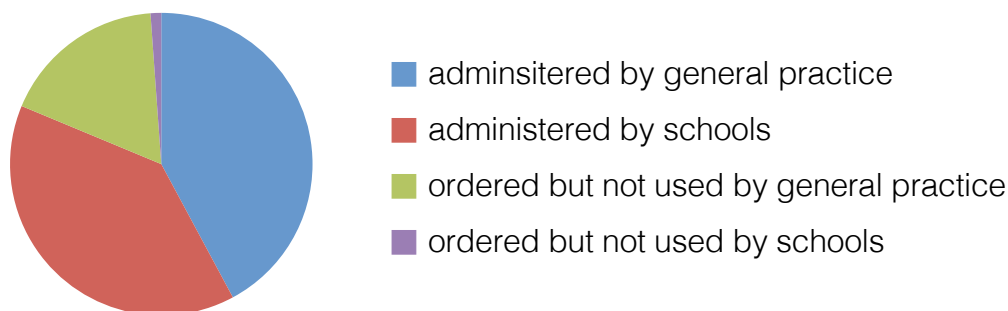 adminsitered by general practice
administered by schools
ordered but not used by general practice
ordered but not used by schools